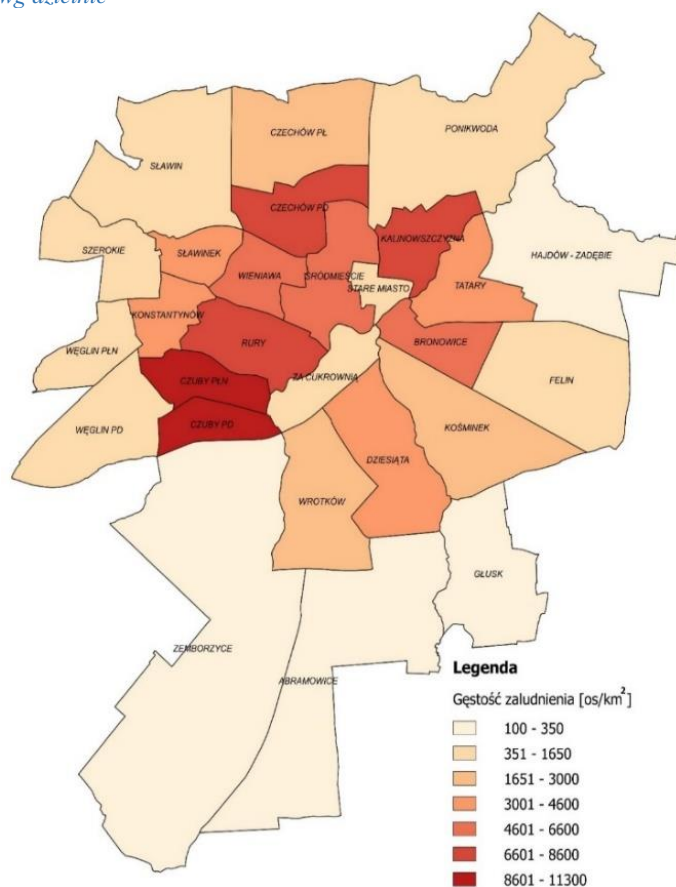 CZECHÓW PŁ
PONIKWODA
SŁAWIN
CZECHÓW PD
KALINOWSZCZYZNA
SZEROKIE
SŁAWINEK
HAJDÓW - ZADĘBIE
WIENIAWA
ŚRÓDMIEŚCIE
TATARY
STARE MIASTO
KONSTANTYNÓW
RURY
BRONOWICE
WĘGLIN PŁN
ZA CUKROWNIĄ
FELIN
CZUBY PŁN
KOŚMINEK
CZUBY PD
WĘGLIN PD
DZIESIĄTA
WROTKÓW
GŁUSK
ZEMBORZYCE
ABRAMOWICE
Legenda
Gęstość zaludnienia [os/km²]
100 - 350
351 - 1650
1651 - 3000
3001 - 4600
4601 - 6600
6601 - 8600
8601 - 11300